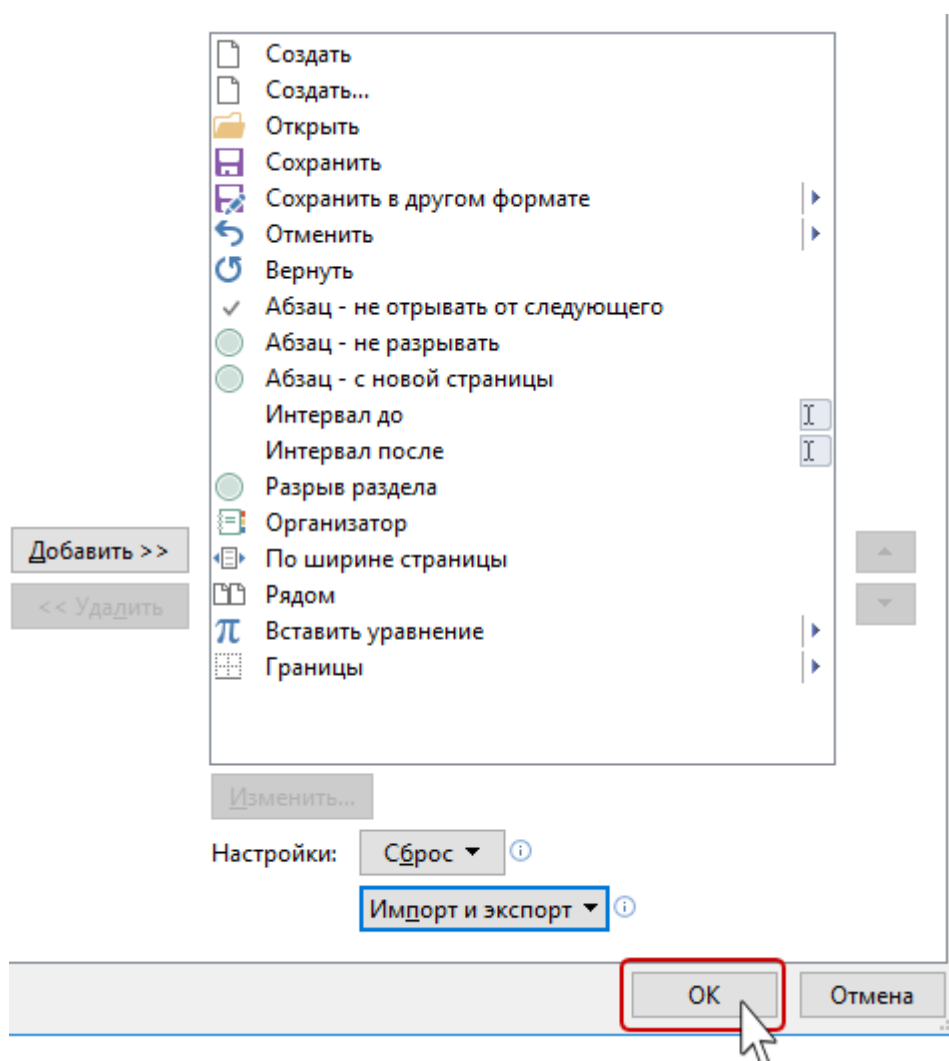 Создать
Создать...
Открыть
Сохранить
Сохранить в другом формате
Отменить
Вернуть
Абзац - не отрывать от следующего
Абзац - не разрывать
Абзац - с новой страницы
Интервал до
Интервал после
Разрыв раздела
Организатор
Добавить >>
По ширине страницы
<< Удалить
Рядом
Вставить уравнение
Границы
Изменить...
Настройки: Сброс
Импорт и экспорт
ОК Отмена